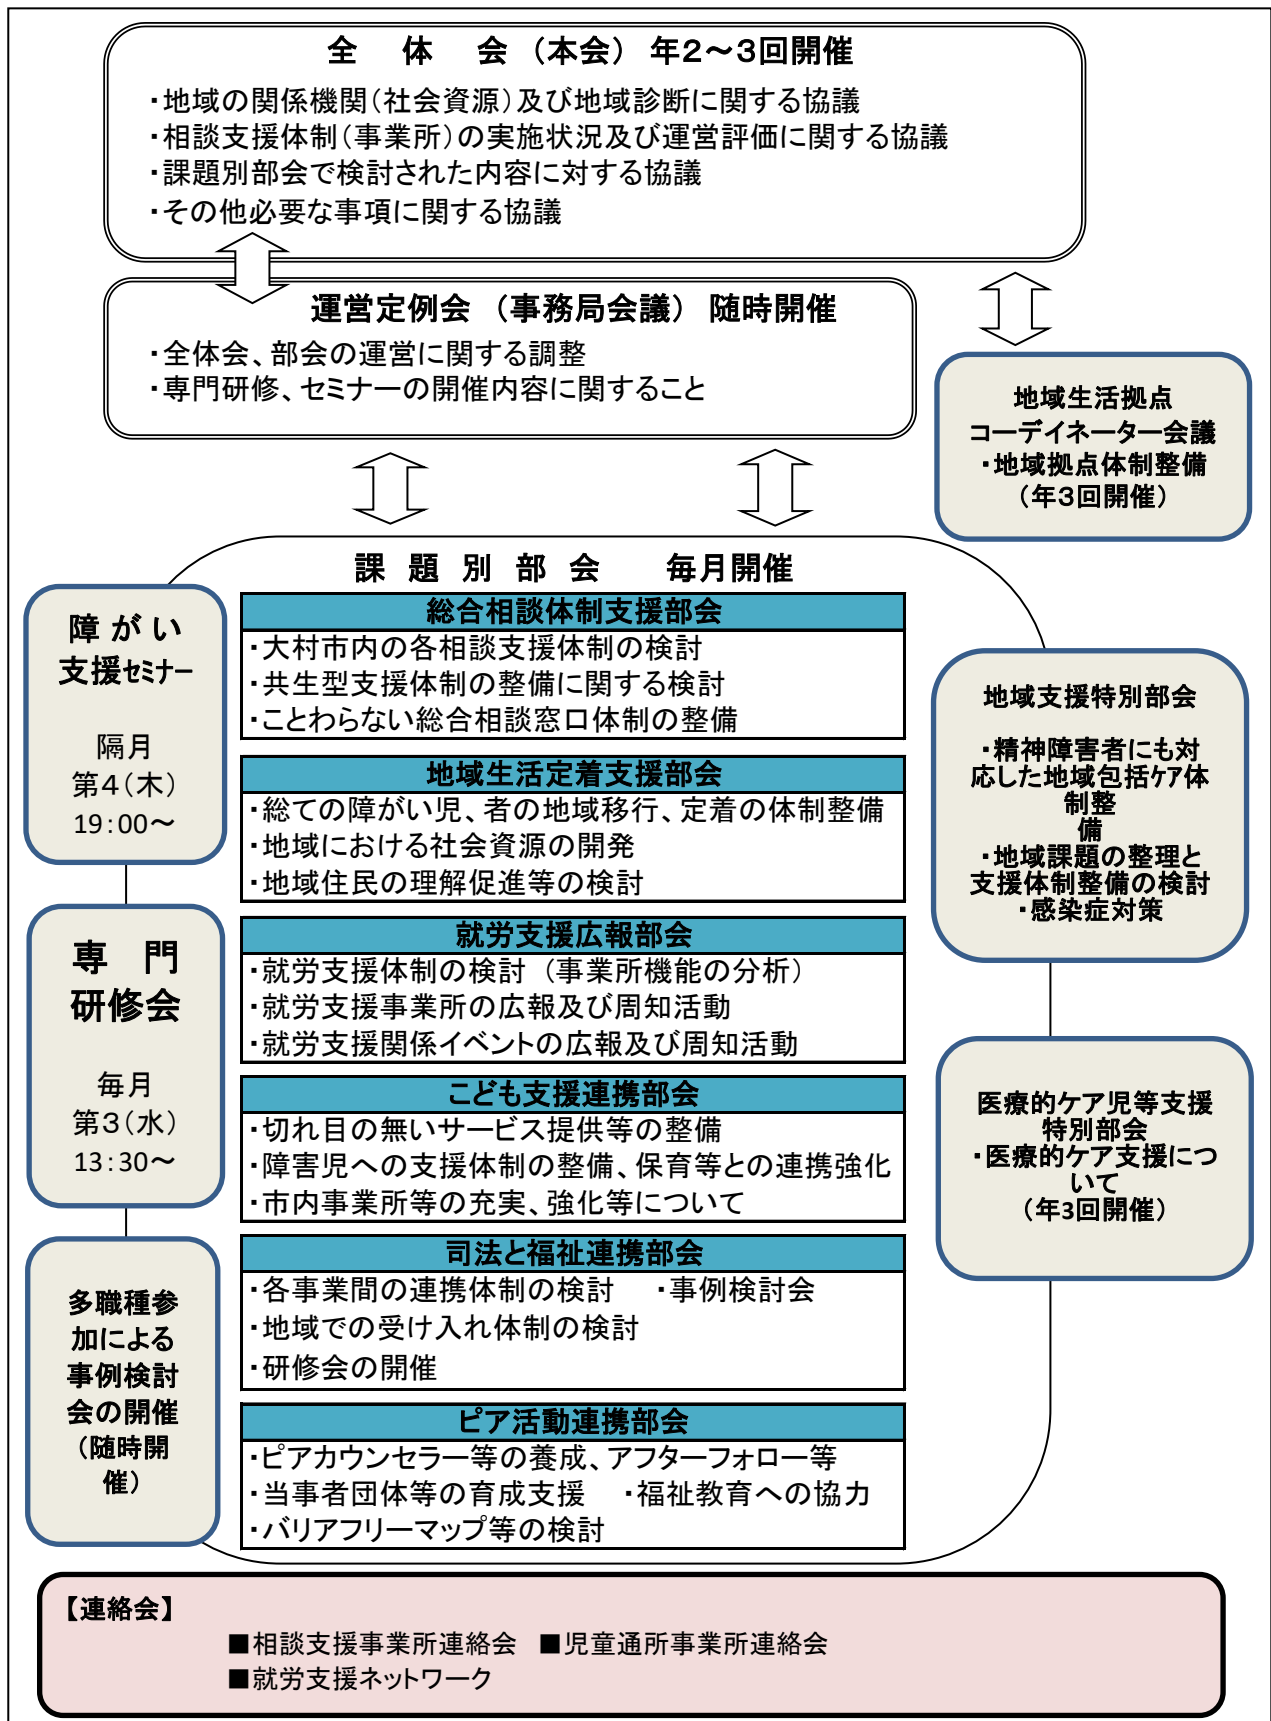 全　体　会（本会） 年２～３回開催
・地域の関係機関（社会資源）及び地域診断に関する協議
・相談支援体制（事業所）の実施状況及び運営評価に関する協議
・課題別部会で検討された内容に対する協議
・その他必要な事項に関する協議
運営定例会 （事務局会議） 随時開催
・全体会、部会の運営に関する調整
・専門研修、セミナーの開催内容に関すること
地域生活拠点
コーデイネーター会議
・地域拠点体制整備
（年３回開催）
課 題 別 部 会　　毎月開催
障 が い
支援ｾﾐﾅｰ
隔月
第４(木)
19：00～
専　門
研修会
毎月
第３(水)
13：30～
多職種参
加による
事例検討
会の開催
（随時開
催）
総合相談体制支援部会
・大村市内の各相談支援体制の検討
・共生型支援体制の整備に関する検討
・ことわらない総合相談窓口体制の整備
地域生活定着支援部会
・総ての障がい児、者の地域移行、定着の体制整備
・地域における社会資源の開発
・地域住民の理解促進等の検討
就労支援広報部会
・就労支援体制の検討 （事業所機能の分析）
・就労支援事業所の広報及び周知活動
・就労支援関係イベントの広報及び周知活動
こども支援連携部会
・切れ目の無いサービス提供等の整備
・障害児への支援体制の整備、保育等との連携強化
・市内事業所等の充実、強化等について
司法と福祉連携部会
・各事業間の連携体制の検討　・事例検討会
・地域での受け入れ体制の検討
・研修会の開催
ピア活動連携部会
・ピアカウンセラー等の養成、アフターフォロー等
・当事者団体等の育成支援　・福祉教育への協力
・バリアフリーマップ等の検討
地域支援特別部会
・精神障害者にも対
応した地域包括ｹｱ体
制整
備
・地域課題の整理と
支援体制整備の検討
・感染症対策
医療的ケア児等支援
特別部会
・医療的ケア支援につ
いて
（年3回開催）
【連絡会】
■相談支援事業所連絡会　■児童通所事業所連絡会
■就労支援ネットワーク